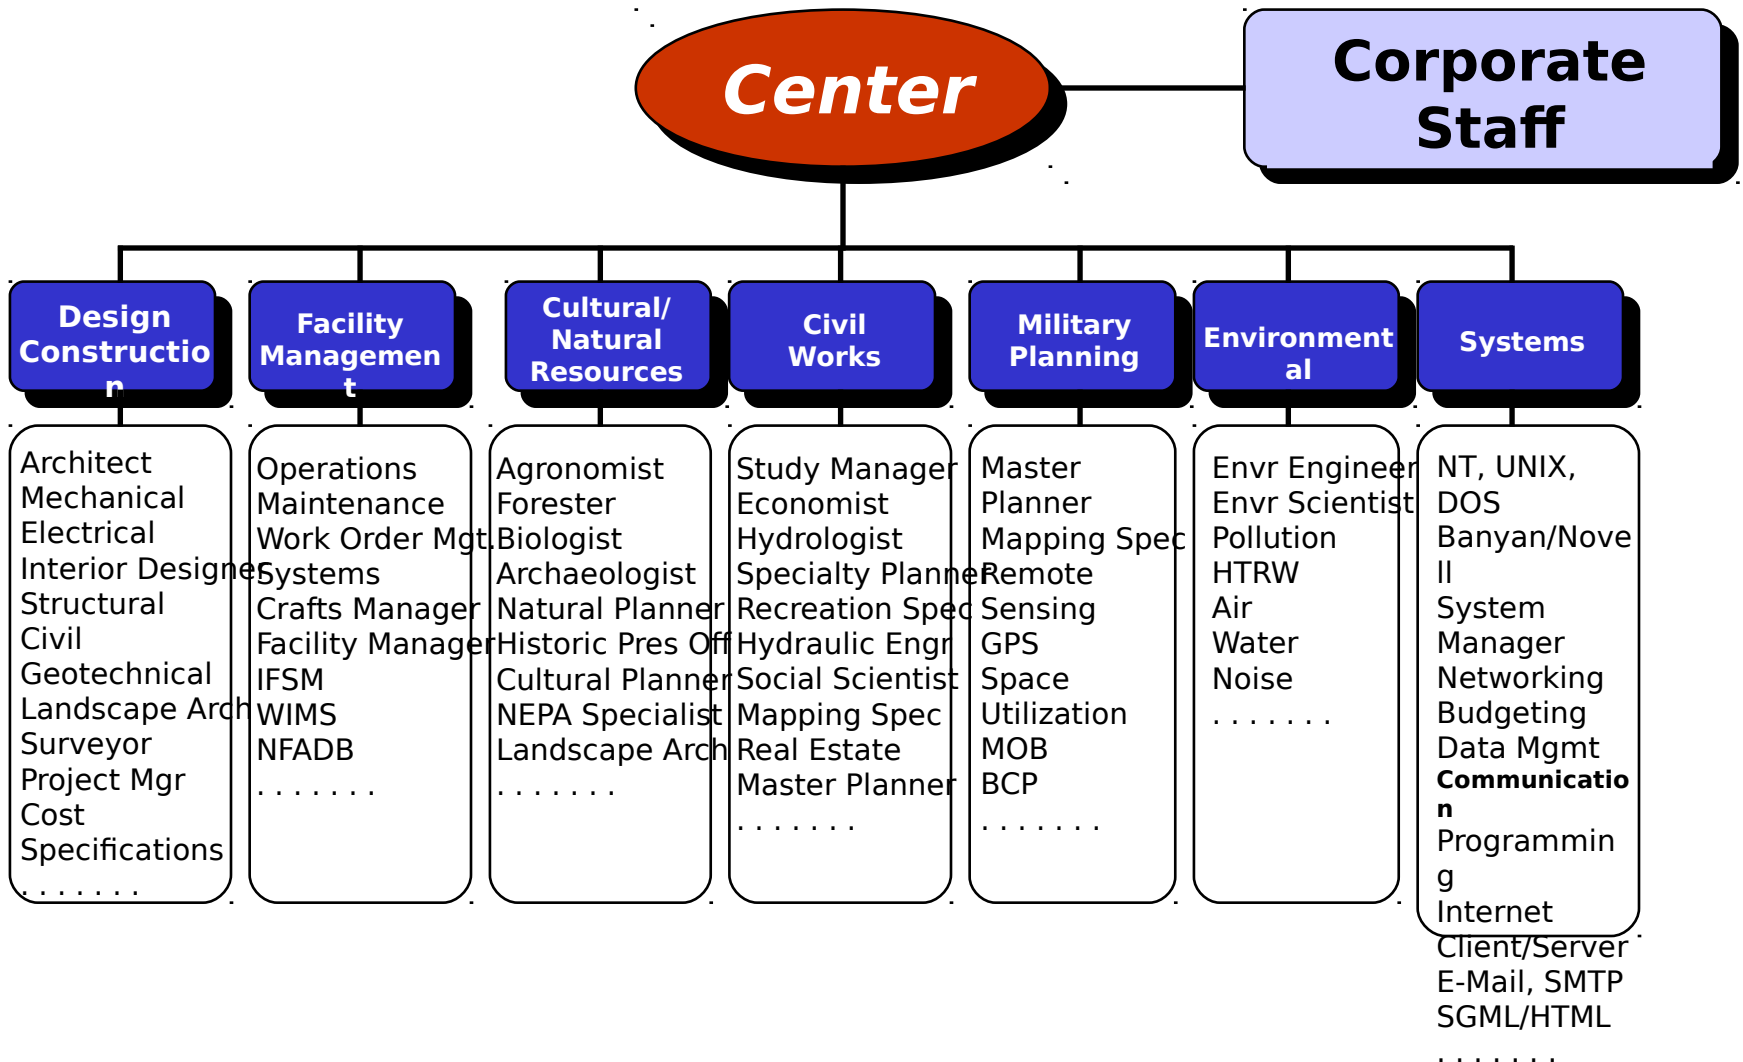 Center
Corporate
Staff
Design
Constructio
n
Facility
Managemen
t
Cultural/
Natural
Resources
Civil
Works
Military
Planning
Environment
al
Systems
Architect
Mechanical
Electrical
Interior Designer
Structural
Civil
Geotechnical
Landscape Arch
Surveyor
Project Mgr
Cost
Specifications
. . . . . . .
Operations
Maintenance
Work Order Mgt.
Systems
Crafts Manager
Facility Manager
IFSM
WIMS
NFADB
. . . . . . .
Agronomist
Forester
Biologist
Archaeologist
Natural Planner
Historic Pres Off
Cultural Planner
NEPA Specialist
Landscape Arch
. . . . . . .
Study Manager
Economist
Hydrologist
Specialty Planner
Recreation Spec
Hydraulic Engr
Social Scientist
Mapping Spec
Real Estate
Master Planner
. . . . . . .
Master
Planner
Mapping Spec
Remote
Sensing
GPS
Space
Utilization
MOB
BCP
. . . . . . .
Envr Engineer
Envr Scientist
Pollution
HTRW
Air
Water
Noise
. . . . . . .
NT, UNIX,
DOS
Banyan/Nove
ll
System
Manager
Networking
Budgeting
Data Mgmt
Communicatio
n
Programmin
g
Internet
Client/Server
E-Mail, SMTP
SGML/HTML
. . . . . . .